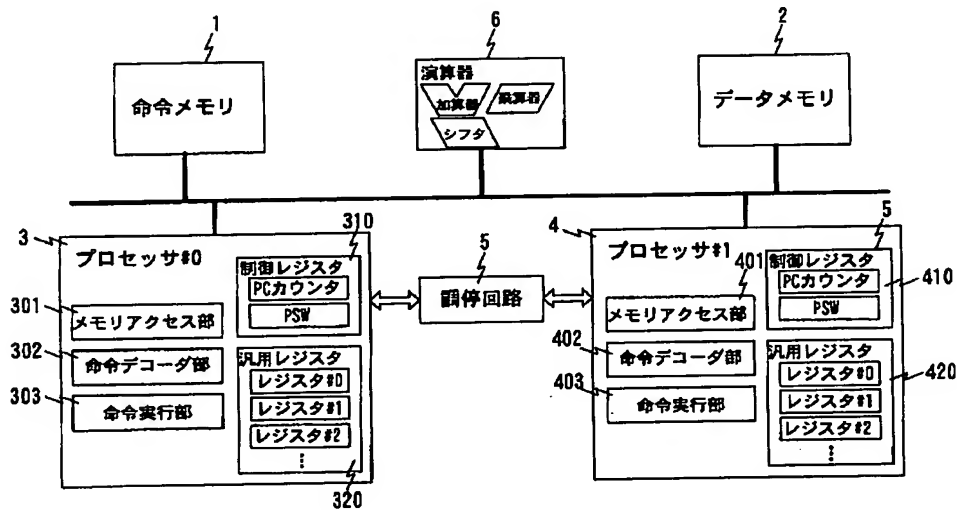 1
命令メモリ
6
演算器
加算器
乗算器
シフタ
2
データメモリ
3
プロセッサ#0
310
制御レジスタ
PCカウンタ
PSW
301
メモリアクセス部
302
命令デコーダ部
303
命令実行部
汎用レジスタ
レジスタ#0
レジスタ#1
レジスタ#2
⋮
320
5
調停回路
4
プロセッサ#1
5
制御レジスタ
PCカウンタ
PSW
410
401
メモリアクセス部
402
命令デコーダ部
403
命令実行部
汎用レジスタ
レジスタ#0
レジスタ#1
レジスタ#2
⋮
420